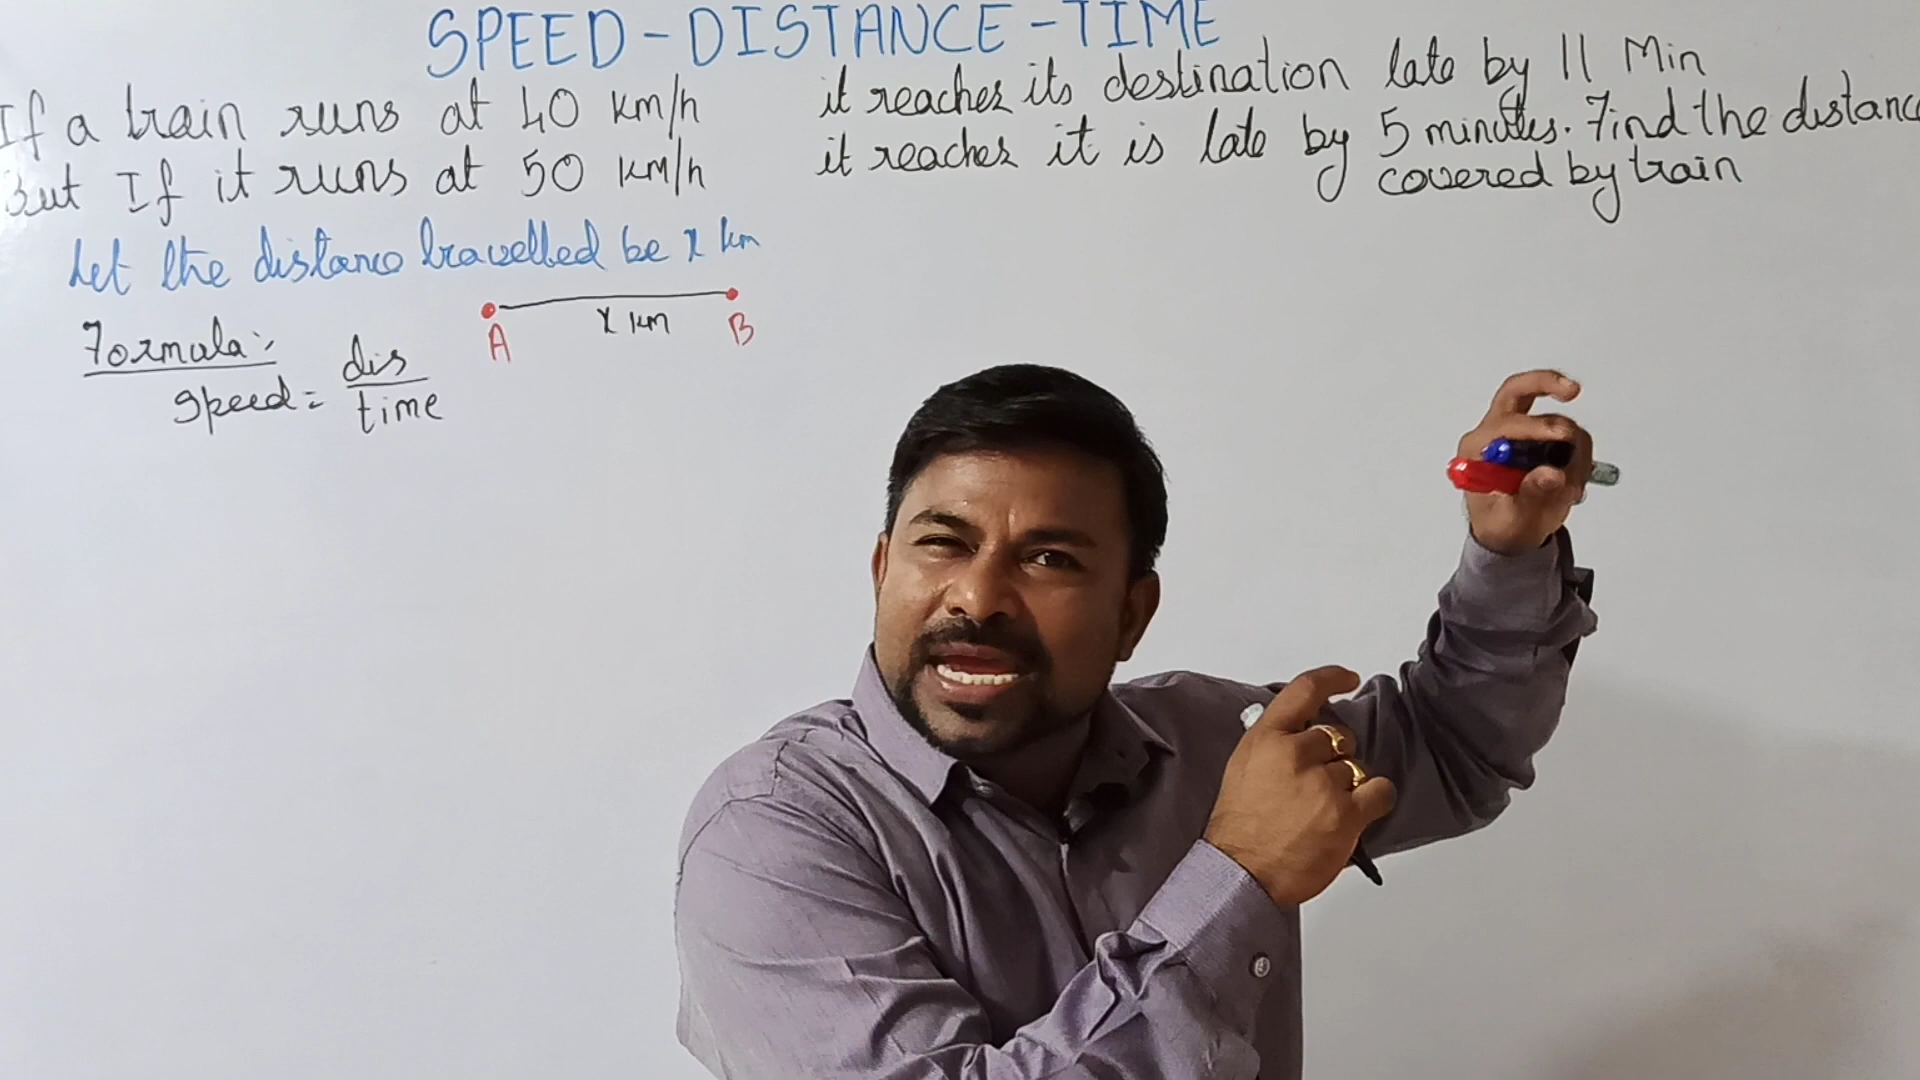 SPEED - DISTANCE - TIME
If a train runs at 40 km/h it reaches its destination late by 11 Min
But If it runs at 50 km/h it reaches it is late by 5 minutes. Find the distance
covered by train
Let the distance travelled be x km
Formula:
speed = dis
time
x km
A
B